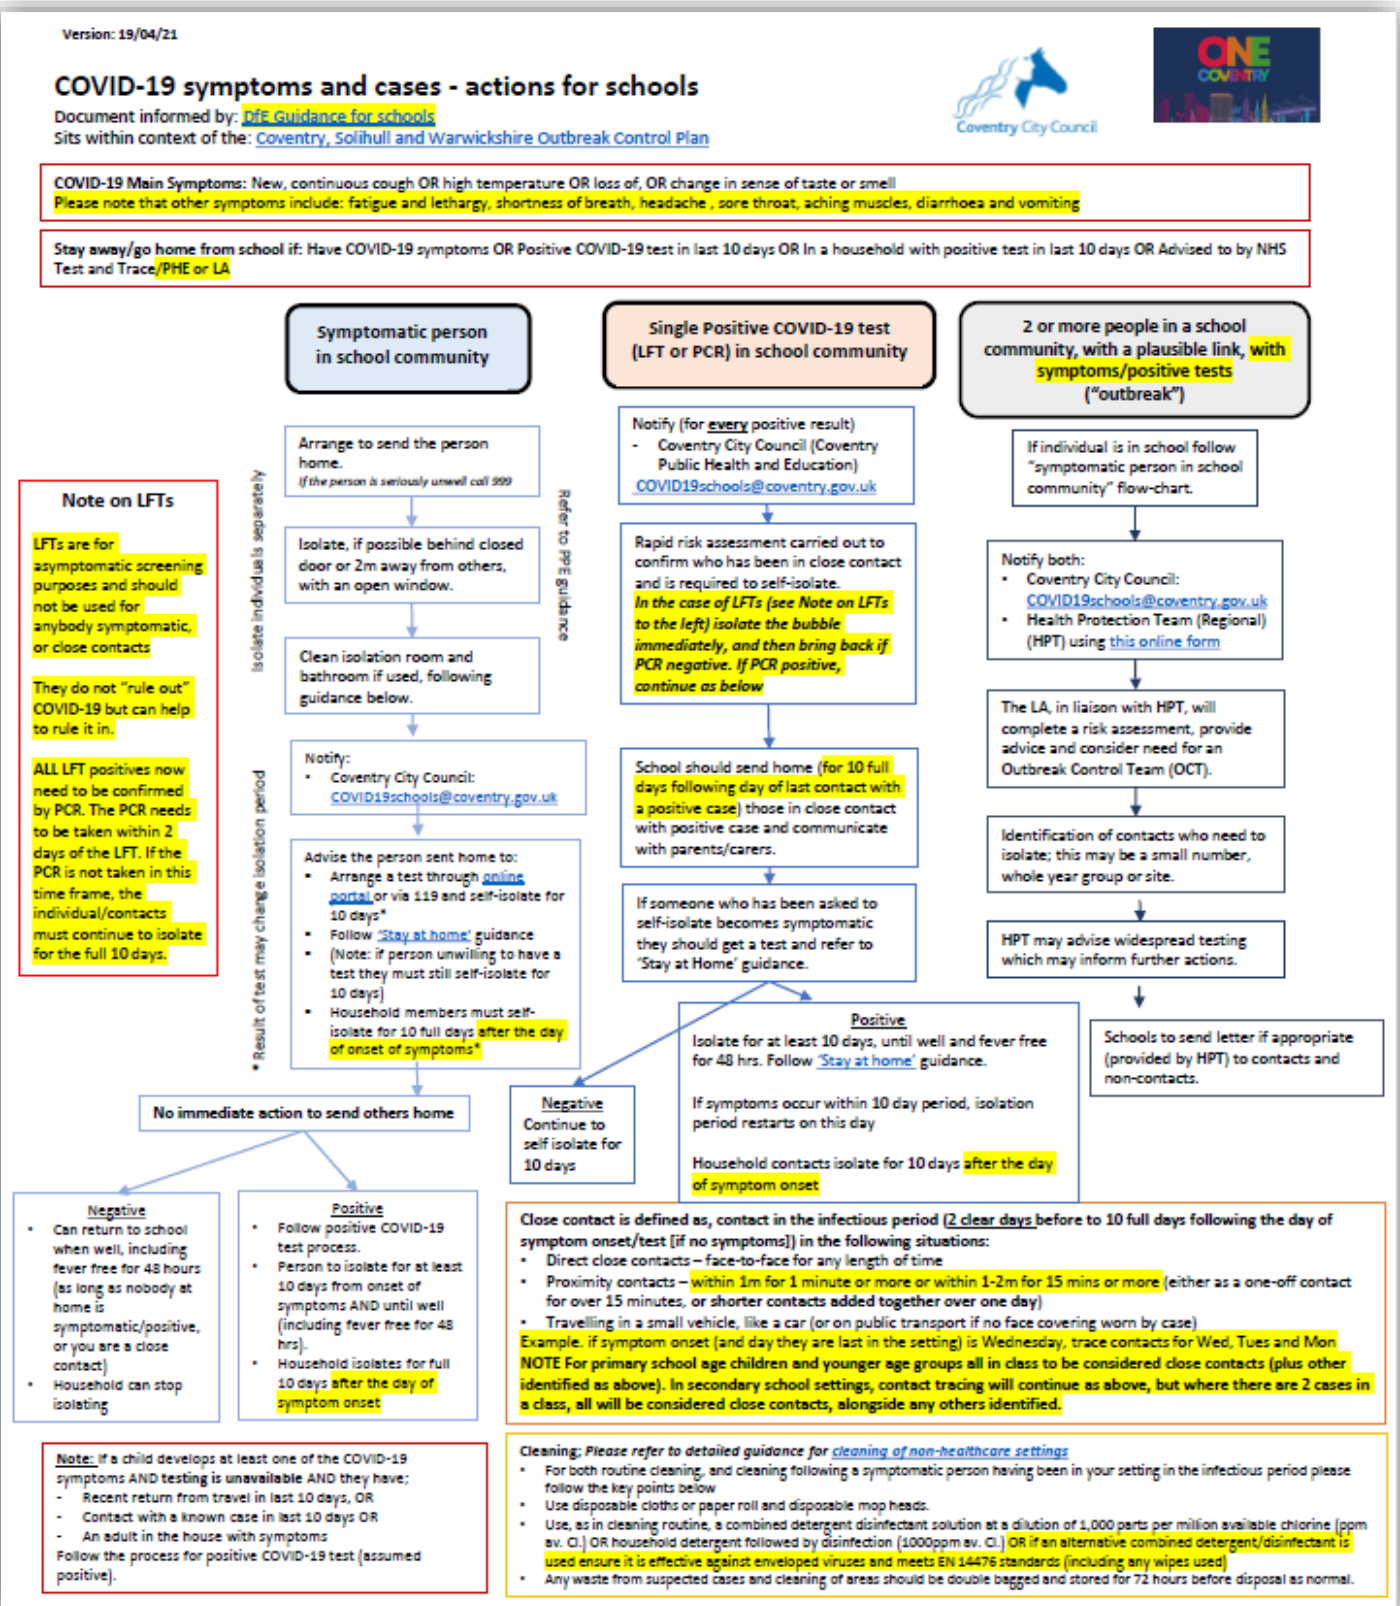 Version: 19/04/21
COVID-19 symptoms and cases - actions for schools
Document informed by: DfE Guidance for schools
Sits within context of the: Coventry, Solihull and Warwickshire Outbreak Control Plan
Coventry City Council
ONE
COVENTRY
COVID-19 Main Symptoms: New, continuous cough OR high temperature OR loss of, OR change in sense of taste or smell
Please note that other symptoms include: fatigue and lethargy, shortness of breath, headache , sore throat, aching muscles, diarrhoea and vomiting
Stay away/go home from school if: Have COVID-19 symptoms OR Positive COVID-19 test in last 10 days OR In a household with positive test in last 10 days OR Advised to by NHS
Test and Trace/PHE or LA
Note on LFTs
LFTs are for
asymptomatic screening
purposes and should
not be used for
anybody symptomatic,
or close contacts
They do not "rule out"
COVID-19 but can help
to rule it in.
ALL LFT positives now
need to be confirmed
by PCR. The PCR needs
to be taken within 2
days of the LFT. If the
PCR is not taken in this
time frame, the
individual/contacts
must continue to isolate
for the full 10 days.
Symptomatic person
in school community
Isolate individuals separately
Refer to PPE guidance
Arrange to send the person
home.
If the person is seriously unwell call 999
Isolate, if possible behind closed
door or 2m away from others,
with an open window.
Clean isolation room and
bathroom if used, following
guidance below.
* Result of test may change isolation period
Notify:
▪ Coventry City Council:
COVID19schools@coventry.gov.uk
Advise the person sent home to:
▪ Arrange a test through online
portal or via 119 and self-isolate for
10 days*
▪ Follow 'Stay at home' guidance
▪ (Note: if person unwilling to have a
test they must still self-isolate for
10 days)
▪ Household members must self-
isolate for 10 full days after the day
of onset of symptoms*
No immediate action to send others home
Negative
• Can return to school
when well, including
fever free for 48 hours
(as long as nobody at
home is
symptomatic/positive,
or you are a close
contact)
• Household can stop
isolating
Positive
• Follow positive COVID-19
test process.
• Person to isolate for at least
10 days from onset of
symptoms AND until well
(including fever free for 48
hrs).
• Household isolates for full
10 days after the day of
symptom onset
Single Positive COVID-19 test
(LFT or PCR) in school community
Notify (for every positive result)
- Coventry City Council (Coventry
Public Health and Education)
COVID19schools@coventry.gov.uk
Rapid risk assessment carried out to
confirm who has been in close contact
and is required to self-isolate.
In the case of LFTs (see Note on LFTs
to the left) isolate the bubble
immediately, and then bring back if
PCR negative. If PCR positive,
continue as below
School should send home (for 10 full
days following day of last contact with
a positive case) those in close contact
with positive case and communicate
with parents/carers.
If someone who has been asked to
self-isolate becomes symptomatic
they should get a test and refer to
'Stay at Home' guidance.
Negative
Continue to
self isolate for
10 days
Positive
Isolate for at least 10 days, until well and fever free
for 48 hrs. Follow 'Stay at home' guidance.
If symptoms occur within 10 day period, isolation
period restarts on this day
Household contacts isolate for 10 days after the day
of symptom onset
2 or more people in a school
community, with a plausible link, with
symptoms/positive tests
("outbreak")
If individual is in school follow
"symptomatic person in school
community" flow-chart.
Notify both:
• Coventry City Council:
COVID19schools@coventry.gov.uk
• Health Protection Team (Regional)
(HPT) using this online form
The LA, in liaison with HPT, will
complete a risk assessment, provide
advice and consider need for an
Outbreak Control Team (OCT).
Identification of contacts who need to
isolate; this may be a small number,
whole year group or site.
HPT may advise widespread testing
which may inform further actions.
Schools to send letter if appropriate
(provided by HPT) to contacts and
non-contacts.
Close contact is defined as, contact in the infectious period (2 clear days before to 10 full days following the day of
symptom onset/test [if no symptoms]) in the following situations:
• Direct close contacts – face-to-face for any length of time
• Proximity contacts – within 1m for 1 minute or more or within 1-2m for 15 mins or more (either as a one-off contact
for over 15 minutes, or shorter contacts added together over one day)
• Travelling in a small vehicle, like a car (or on public transport if no face covering worn by case)
Example. if symptom onset (and day they are last in the setting) is Wednesday, trace contacts for Wed, Tues and Mon
NOTE For primary school age children and younger age groups all in class to be considered close contacts (plus other
identified as above). In secondary school settings, contact tracing will continue as above, but where there are 2 cases in
a class, all will be considered close contacts, alongside any others identified.
Note: If a child develops at least one of the COVID-19
symptoms AND testing is unavailable AND they have;
- Recent return from travel in last 10 days, OR
- Contact with a known case in last 10 days OR
- An adult in the house with symptoms
Follow the process for positive COVID-19 test (assumed
positive).
Cleaning; Please refer to detailed guidance for cleaning of non-healthcare settings
• For both routine cleaning, and cleaning following a symptomatic person having been in your setting in the infectious period please
follow the key points below
• Use disposable cloths or paper roll and disposable mop heads.
• Use, as in cleaning routine, a combined detergent disinfectant solution at a dilution of 1,000 parts per million available chlorine (ppm
av. Cl.) OR household detergent followed by disinfection (1000ppm av. Cl.) OR if an alternative combined detergent/disinfectant is
used ensure it is effective against enveloped viruses and meets EN 14476 standards (including any wipes used)
• Any waste from suspected cases and cleaning of areas should be double bagged and stored for 72 hours before disposal as normal.